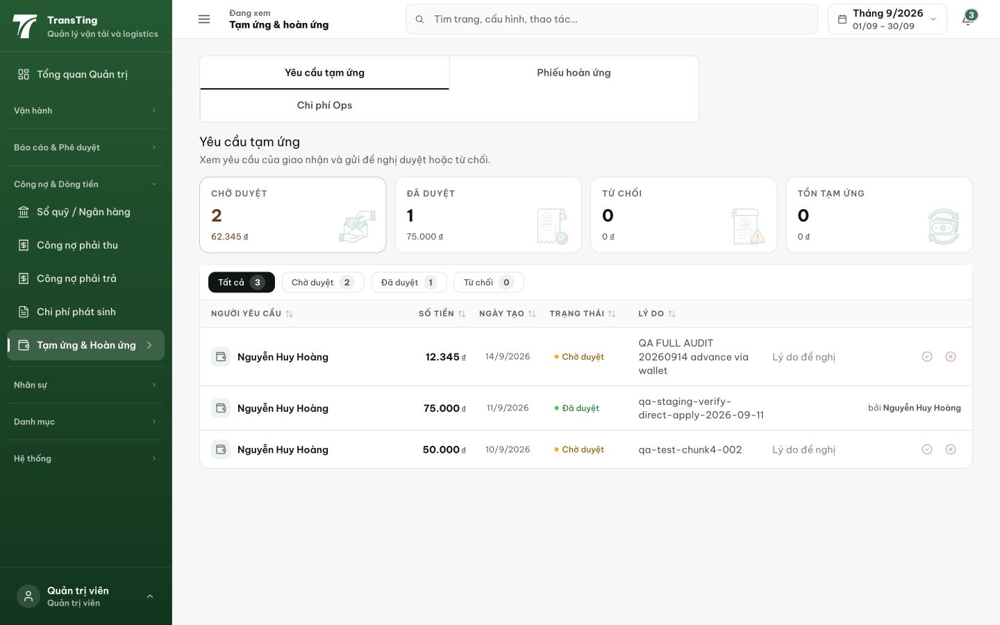 TransTing
Quản lý vận tải và logistics
Tổng quan Quản trị
Vận hành
Báo cáo & Phê duyệt
Công nợ & Dòng tiền
Sổ quỹ / Ngân hàng
Công nợ phải thu
Công nợ phải trả
Chi phí phát sinh
Tạm ứng & Hoàn ứng
Nhân sự
Danh mục
Hệ thống
Quản trị viên
Quản trị viên
Đang xem
Tạm ứng & hoàn ứng
Tìm trang, cấu hình, thao tác...
Tháng 9/2026
01/09 – 30/09
3
Yêu cầu tạm ứng
Phiếu hoàn ứng
Chi phí Ops
Yêu cầu tạm ứng
Xem yêu cầu của giao nhận và gửi đề nghị duyệt hoặc từ chối.
CHỜ DUYỆT
2
62.345 ₫
ĐÃ DUYỆT
1
75.000 ₫
TỪ CHỐI
0
0 ₫
TỒN TẠM ỨNG
0
0 ₫
Tất cả 3
Chờ duyệt 2
Đã duyệt 1
Từ chối 0
NGƯỜI YÊU CẦU SỐ TIỀN NGÀY TẠO TRẠNG THÁI LÝ DO
Nguyễn Huy Hoàng 12.345 ₫ 14/9/2026 Chờ duyệt
QA FULL AUDIT
20260914 advance via
wallet
Lý do đề nghị
Nguyễn Huy Hoàng 75.000 ₫ 11/9/2026 Đã duyệt
qa-staging-verify-
direct-apply-2026-09-11
bởi Nguyễn Huy Hoàng
Nguyễn Huy Hoàng 50.000 ₫ 10/9/2026 Chờ duyệt qa-test-chunk4-002 Lý do đề nghị